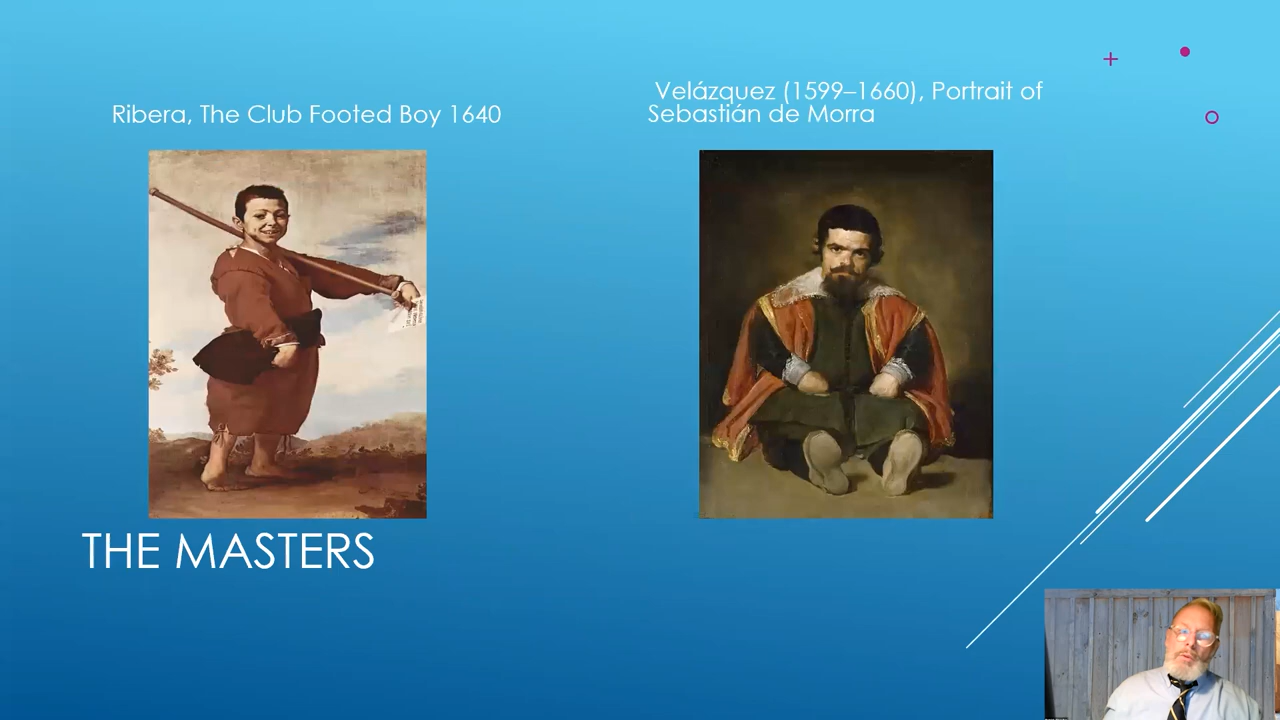 Ribera, The Club Footed Boy 1640
Velázquez (1599–1660), Portrait of
Sebastián de Morra
THE MASTERS